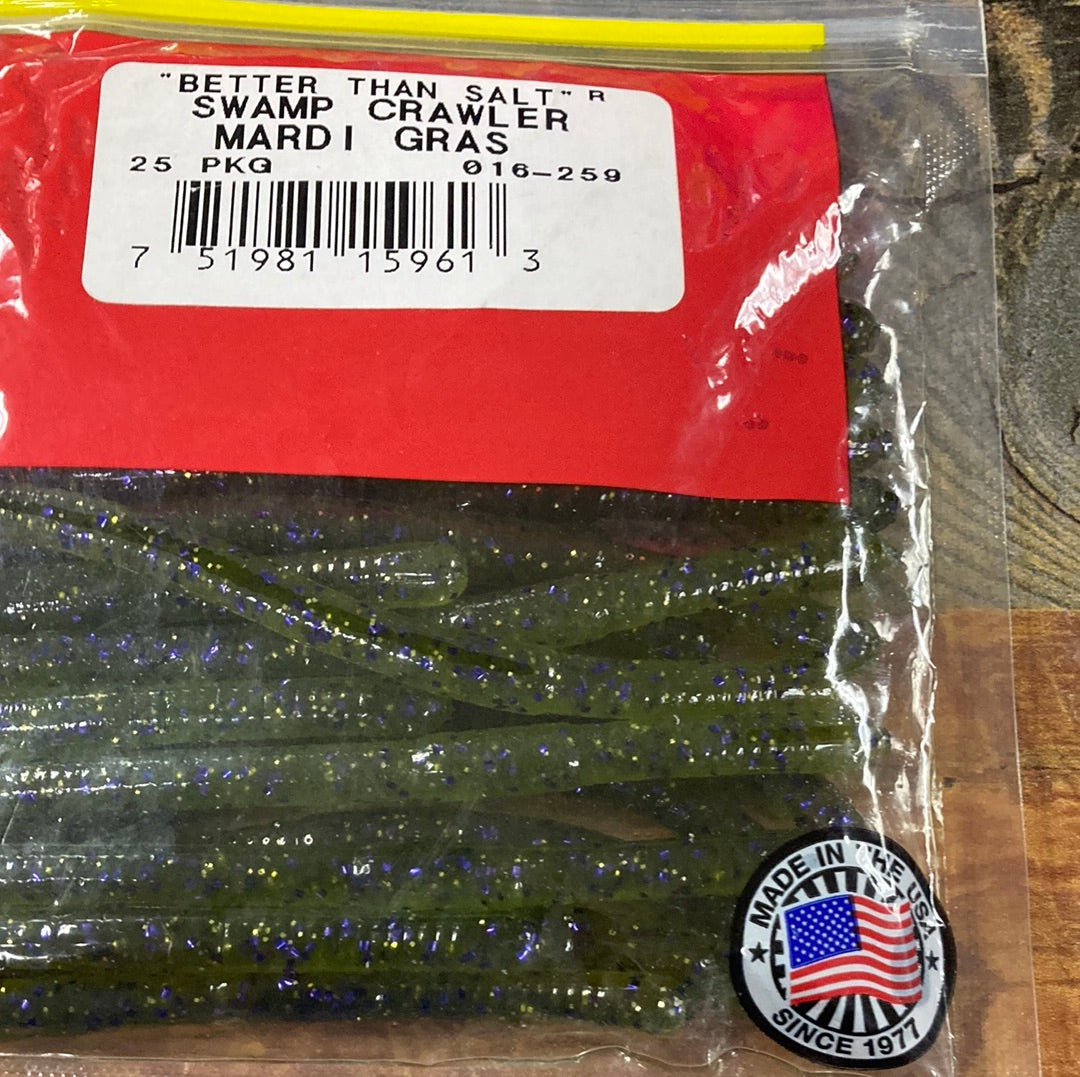 "BETTER THAN SALT" R
SWAMP CRAWLER
MARDI GRAS
25 PKG 016-259
7 51981 15961 3
MADE IN THE USA
SINCE 1977